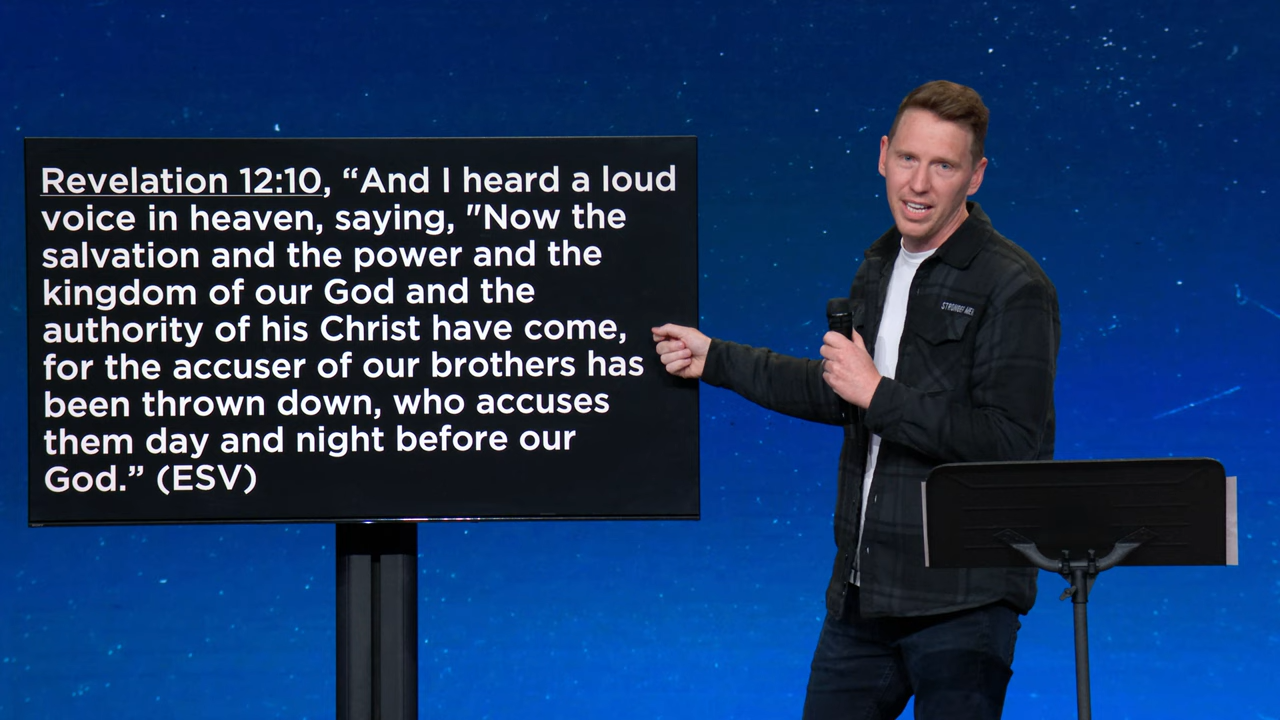 Revelation 12:10, “And I heard a loud
voice in heaven, saying, "Now the
salvation and the power and the
kingdom of our God and the
authority of his Christ have come,
for the accuser of our brothers has
been thrown down, who accuses
them day and night before our
God.” (ESV)